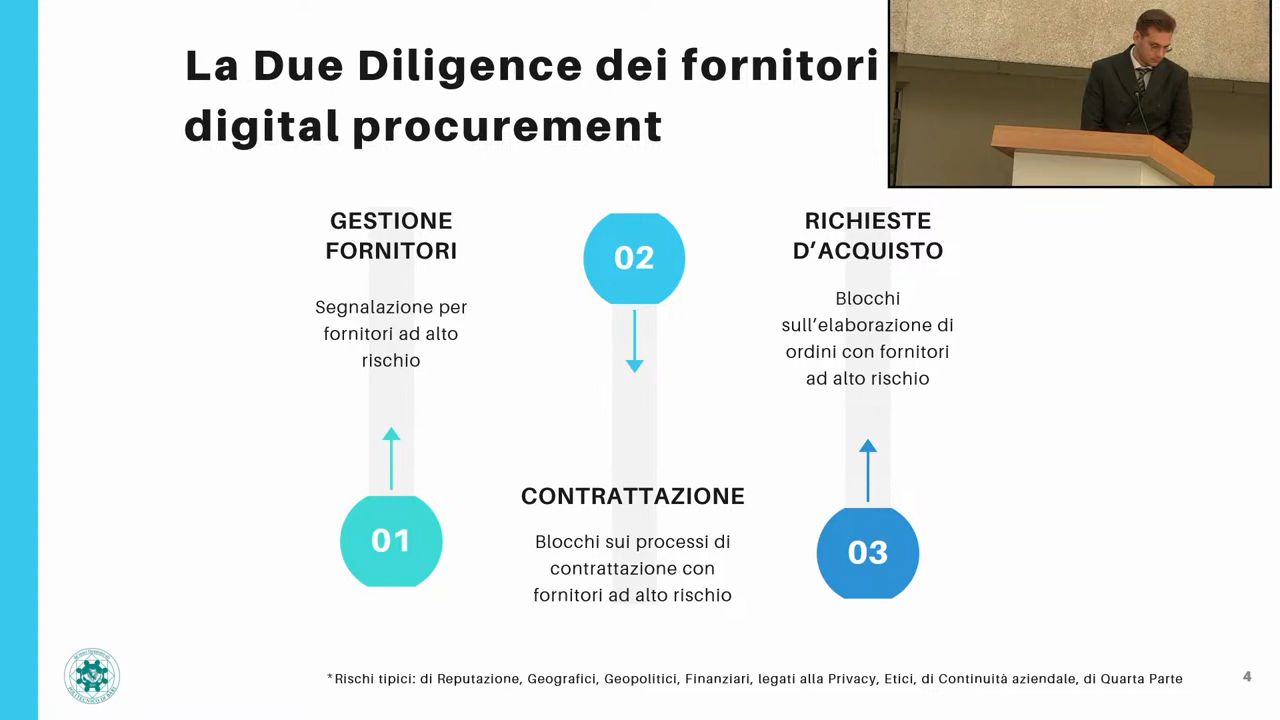 La Due Diligence dei fornitori
digital procurement
GESTIONE
FORNITORI
Segnalazione per
fornitori ad alto
rischio
01
02
CONTRATTAZIONE
Blocchi sui processi di
contrattazione con
fornitori ad alto rischio
RICHIESTE
D’ACQUISTO
Blocchi
sull’elaborazione di
ordini con fornitori
ad alto rischio
03
*Rischi tipici: di Reputazione, Geografici, Geopolitici, Finanziari, legati alla Privacy, Etici, di Continuità aziendale, di Quarta Parte
4